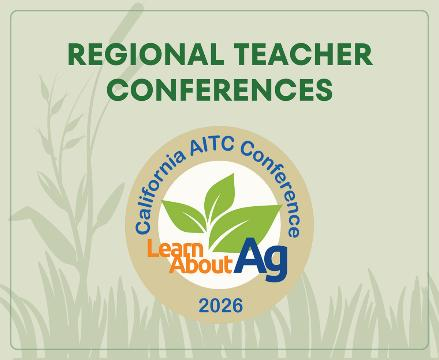 REGIONAL TEACHER
CONFERENCES
California AITC Conference
Learn
About Ag
2026